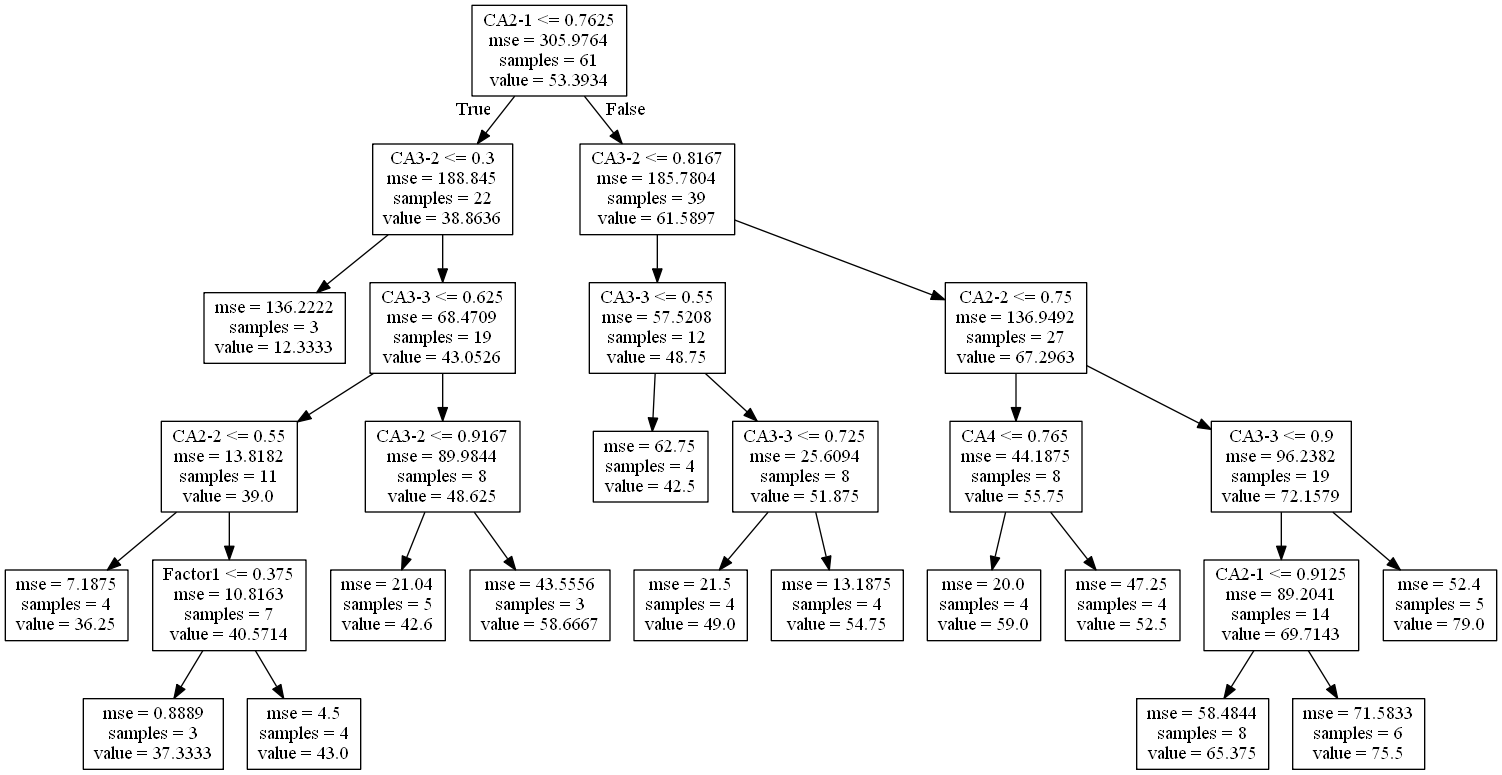 CA2-1 <= 0.7625
mse = 305.9764
samples = 61
value = 53.3934
True
False
CA3-2 <= 0.3
mse = 188.845
samples = 22
value = 38.8636
CA3-2 <= 0.8167
mse = 185.7804
samples = 39
value = 61.5897
mse = 136.2222
samples = 3
value = 12.3333
CA3-3 <= 0.625
mse = 68.4709
samples = 19
value = 43.0526
CA3-3 <= 0.55
mse = 57.5208
samples = 12
value = 48.75
CA2-2 <= 0.75
mse = 136.9492
samples = 27
value = 67.2963
CA2-2 <= 0.55
mse = 13.8182
samples = 11
value = 39.0
CA3-2 <= 0.9167
mse = 89.9844
samples = 8
value = 48.625
mse = 62.75
samples = 4
value = 42.5
CA3-3 <= 0.725
mse = 25.6094
samples = 8
value = 51.875
CA4 <= 0.765
mse = 44.1875
samples = 8
value = 55.75
CA3-3 <= 0.9
mse = 96.2382
samples = 19
value = 72.1579
mse = 7.1875
samples = 4
value = 36.25
Factor1 <= 0.375
mse = 10.8163
samples = 7
value = 40.5714
mse = 21.04
samples = 5
value = 42.6
mse = 43.5556
samples = 3
value = 58.6667
mse = 21.5
samples = 4
value = 49.0
mse = 13.1875
samples = 4
value = 54.75
mse = 20.0
samples = 4
value = 59.0
mse = 47.25
samples = 4
value = 52.5
CA2-1 <= 0.9125
mse = 89.2041
samples = 14
value = 69.7143
mse = 52.4
samples = 5
value = 79.0
mse = 0.8889
samples = 3
value = 37.3333
mse = 4.5
samples = 4
value = 43.0
mse = 58.4844
samples = 8
value = 65.375
mse = 71.5833
samples = 6
value = 75.5